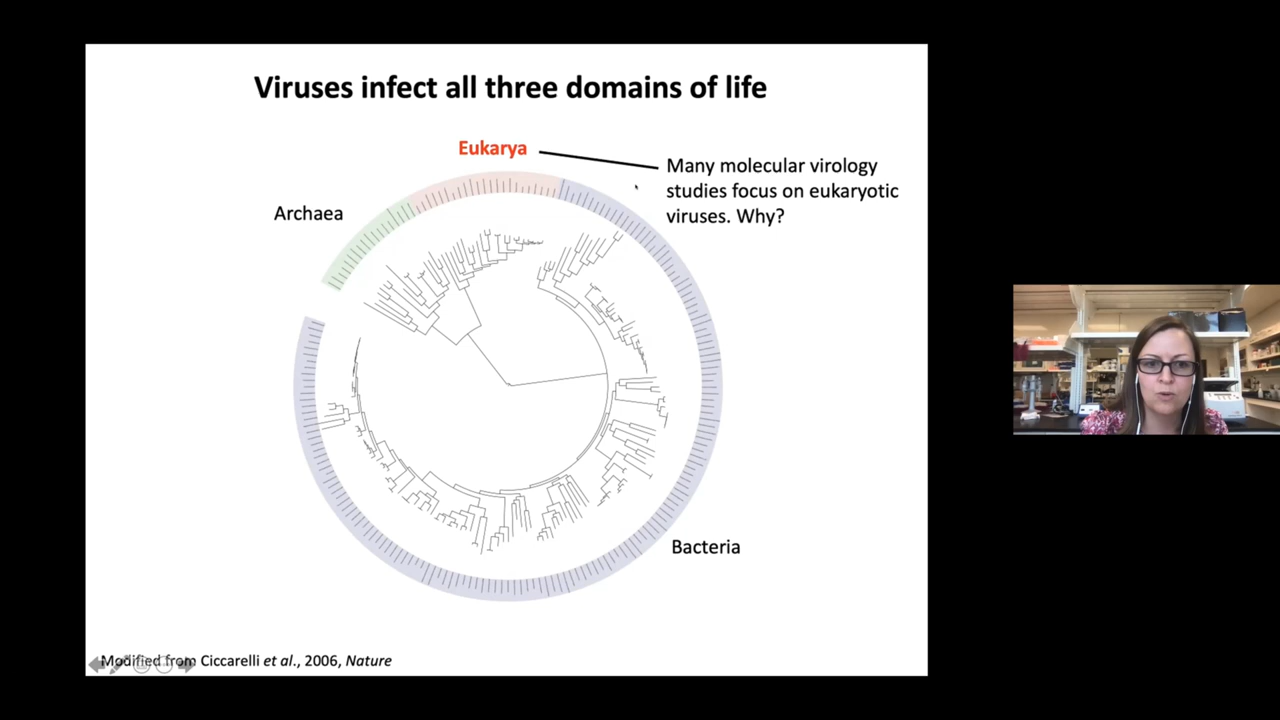 Viruses infect all three domains of life
Eukarya
Many molecular virology
studies focus on eukaryotic
viruses. Why?
Archaea
Bacteria
Modified from Ciccarelli et al., 2006, Nature